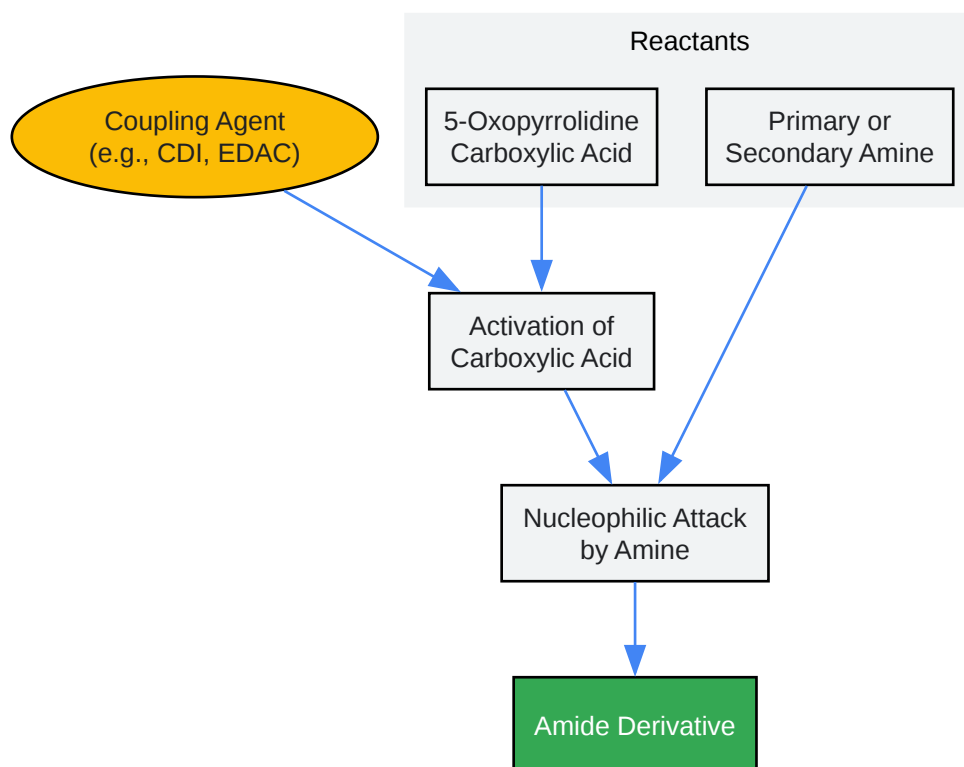 Reactants
Coupling Agent
(e.g., CDI, EDAC)
5-Oxopyrrolidine
Carboxylic Acid
Primary or
Secondary Amine
Activation of
Carboxylic Acid
Nucleophilic Attack
by Amine
Amide Derivative